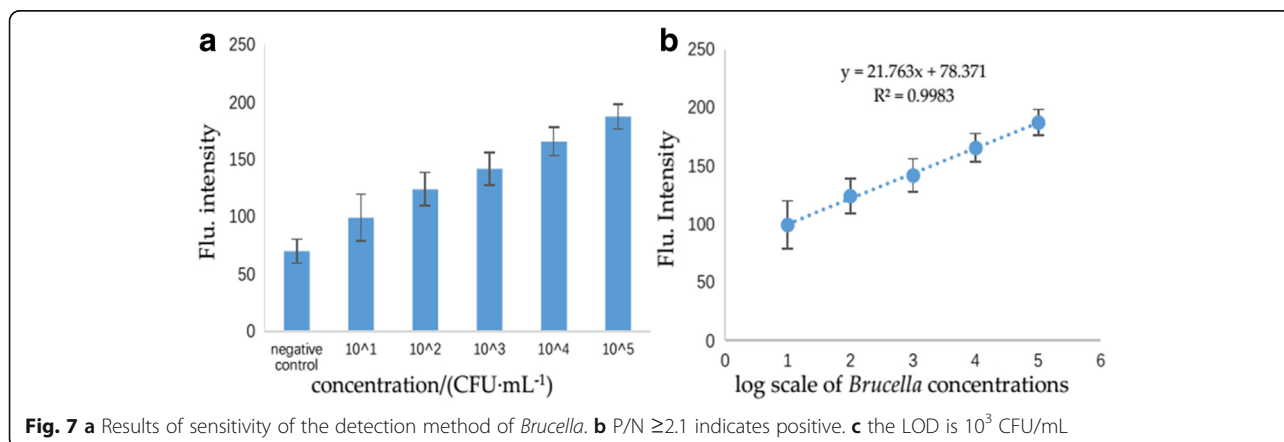 a
250
200
150
100
50
0
Flu. intensity
negative control
10^1
10^2
10^3
10^4
10^5
concentration/(CFU·mL⁻¹)
b
y = 21.763x + 78.371
R² = 0.9983
250
200
150
100
50
0
Flu. Intensity
0 1 2 3 4 5 6
log scale of Brucella concentrations
Fig. 7 a Results of sensitivity of the detection method of Brucella. b P/N ≥2.1 indicates positive. c the LOD is 10³ CFU/mL